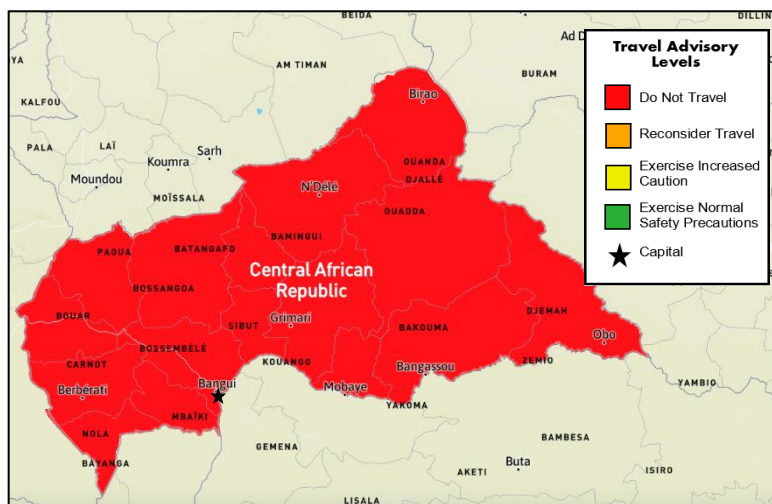 BEIDA
DILLIN
Ad D
YA
AM TIMAN
BURAM
KALFOU
Travel Advisory
Levels
Do Not Travel
Reconsider Travel
Exercise Increased
Caution
Exercise Normal
Safety Precautions
Capital
Birao
PALA
LAÏ
Koumra
Sarh
Moundou
MOÏSSALA
OUANDA
DJALLÉ
N'Délé
OUADDA
PAOUA
BATANGAFO
BAMINGUI
Central African
Republic
BOSSANGOA
BOUAR
SIBUT
Grimari
BAKOUMA
DJEMAH
Obo
BOSSEMBÉLÉ
KOUANGO
ZEMIO
CARNOT
Bangui
Bangassou
Berbérati
Mobaye
YAMBIO
MBAÏKI
YAKOMA
NOLA
BAYANGA
GEMENA
BAMBESA
Buta
AKETI
ISIRO
LISALA